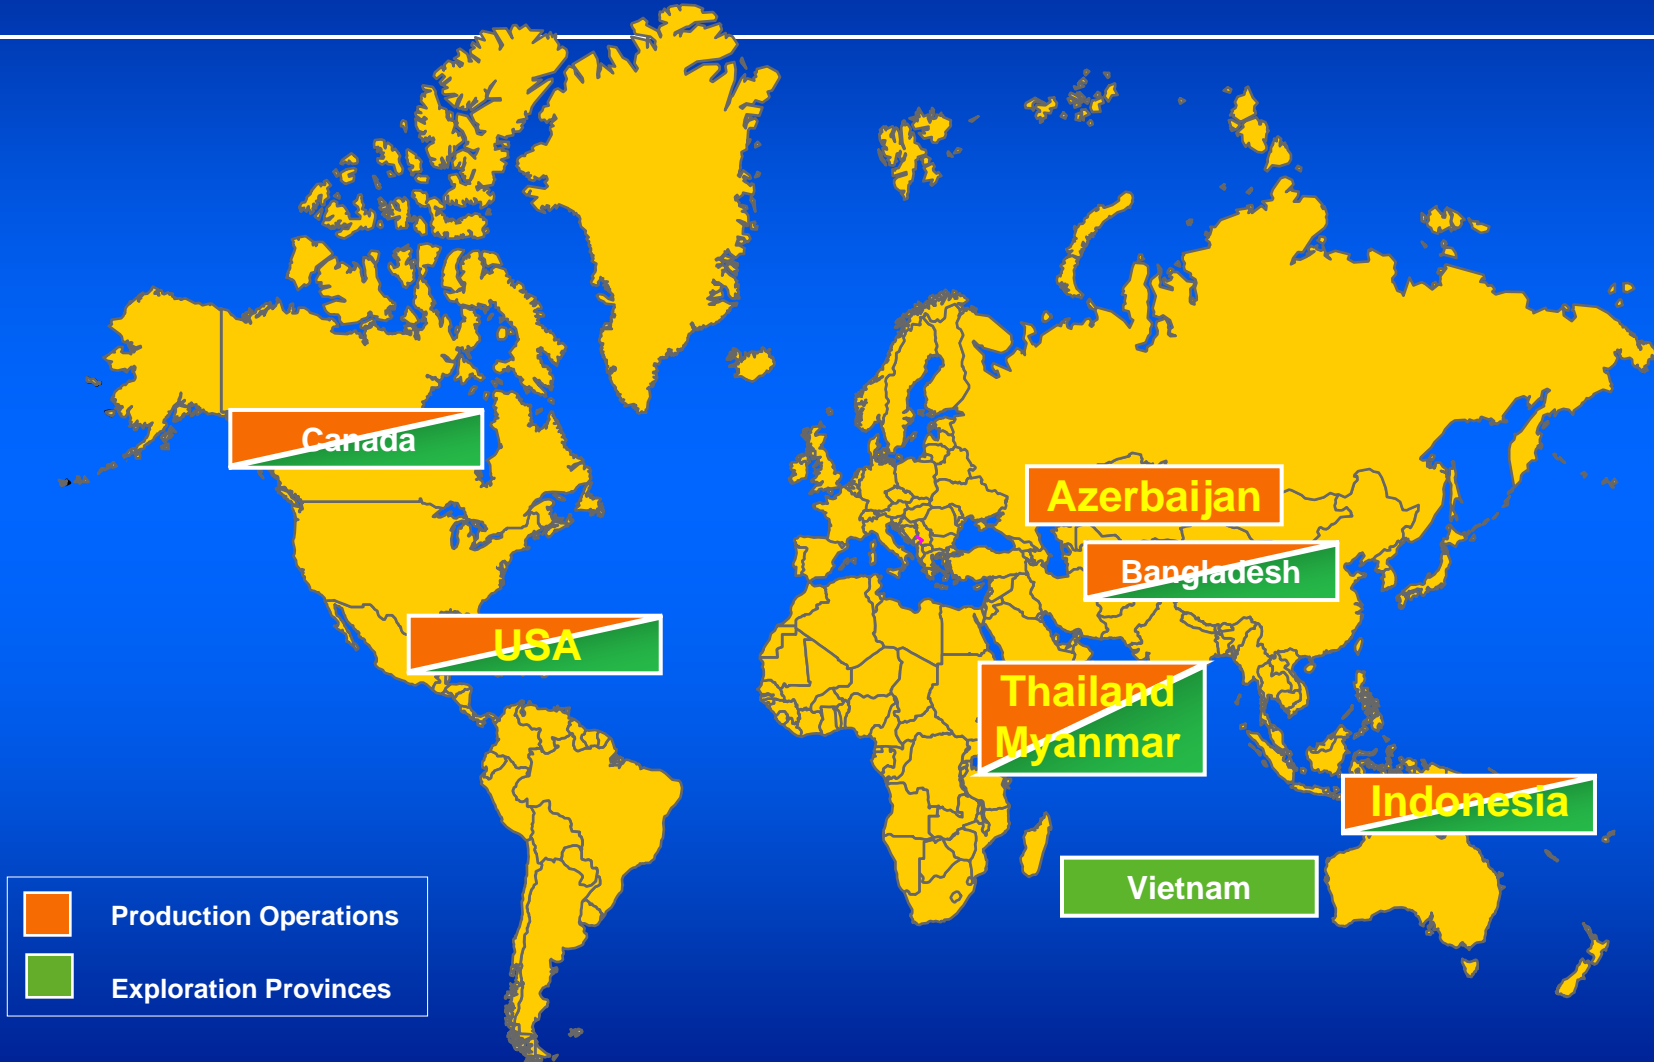 Canada
Azerbaijan
Bangladesh
USA
Thailand
Myanmar
Indonesia
Vietnam
Production Operations
Exploration Provinces